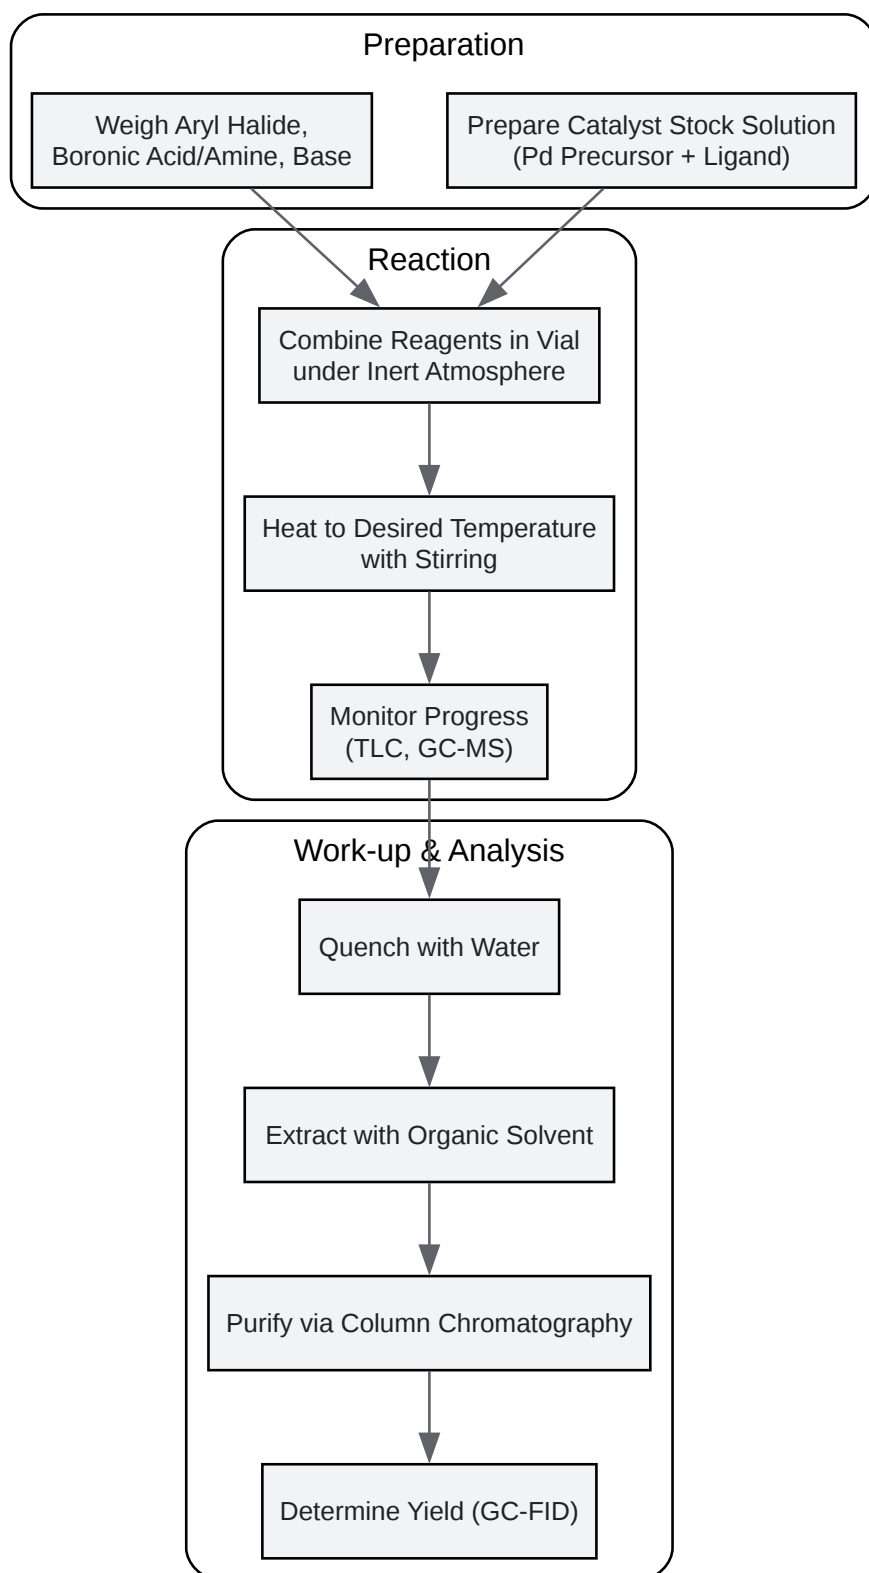 Preparation
Weigh Aryl Halide,
Boronic Acid/Amine, Base
Prepare Catalyst Stock Solution
(Pd Precursor + Ligand)
Reaction
Combine Reagents in Vial
under Inert Atmosphere
Heat to Desired Temperature
with Stirring
Monitor Progress
(TLC, GC-MS)
Work-up & Analysis
Quench with Water
Extract with Organic Solvent
Purify via Column Chromatography
Determine Yield (GC-FID)